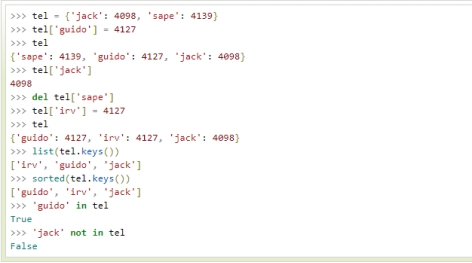 >>> tel = {'jack': 4098, 'sape': 4139}
>>> tel['guido'] = 4127
>>> tel
{'sape': 4139, 'guido': 4127, 'jack': 4098}
>>> tel['jack']
4098
>>> del tel['sape']
>>> tel['irv'] = 4127
>>> tel
{'guido': 4127, 'irv': 4127, 'jack': 4098}
>>> list(tel.keys())
['irv', 'guido', 'jack']
>>> sorted(tel.keys())
['guido', 'irv', 'jack']
>>> 'guido' in tel
True
>>> 'jack' not in tel
False